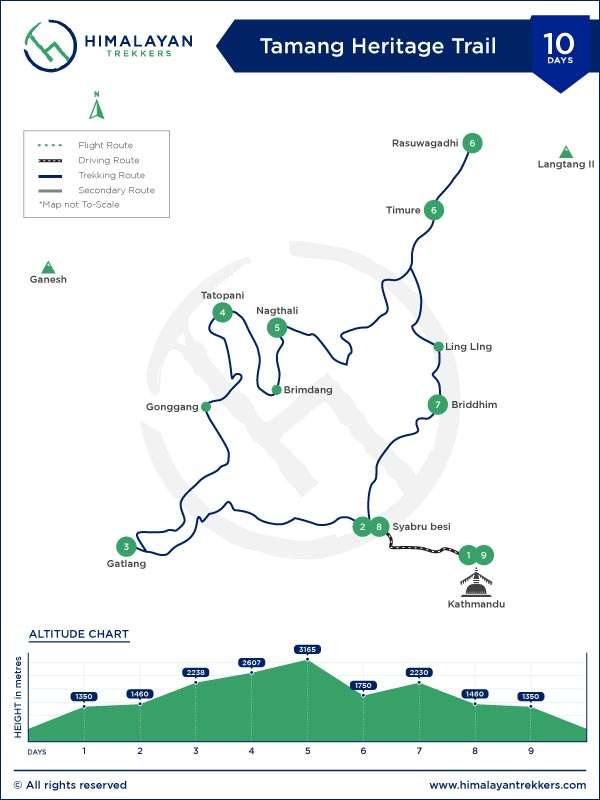 HIMALAYAN
TREKKERS
Tamang Heritage Trail
10
DAYS
N
Flight Route
Driving Route
Trekking Route
Secondary Route
*Map not To-Scale
Rasuwagadhi 6
Langtang II
Timure 6
Ganesh
Tatopani
4
Nagthali
5
Ling LIng
Brimdang
Gonggang
7 Briddhim
2 8 Syabru besi
3
Gatlang
1 9
Kathmandu
ALTITUDE CHART
HEIGHT in metres
1350 1460 2238 2607 3165 1750 2230 1460 1350
DAYS 1 2 3 4 5 6 7 8 9
© All rights reserved
www.himalayantrekkers.com